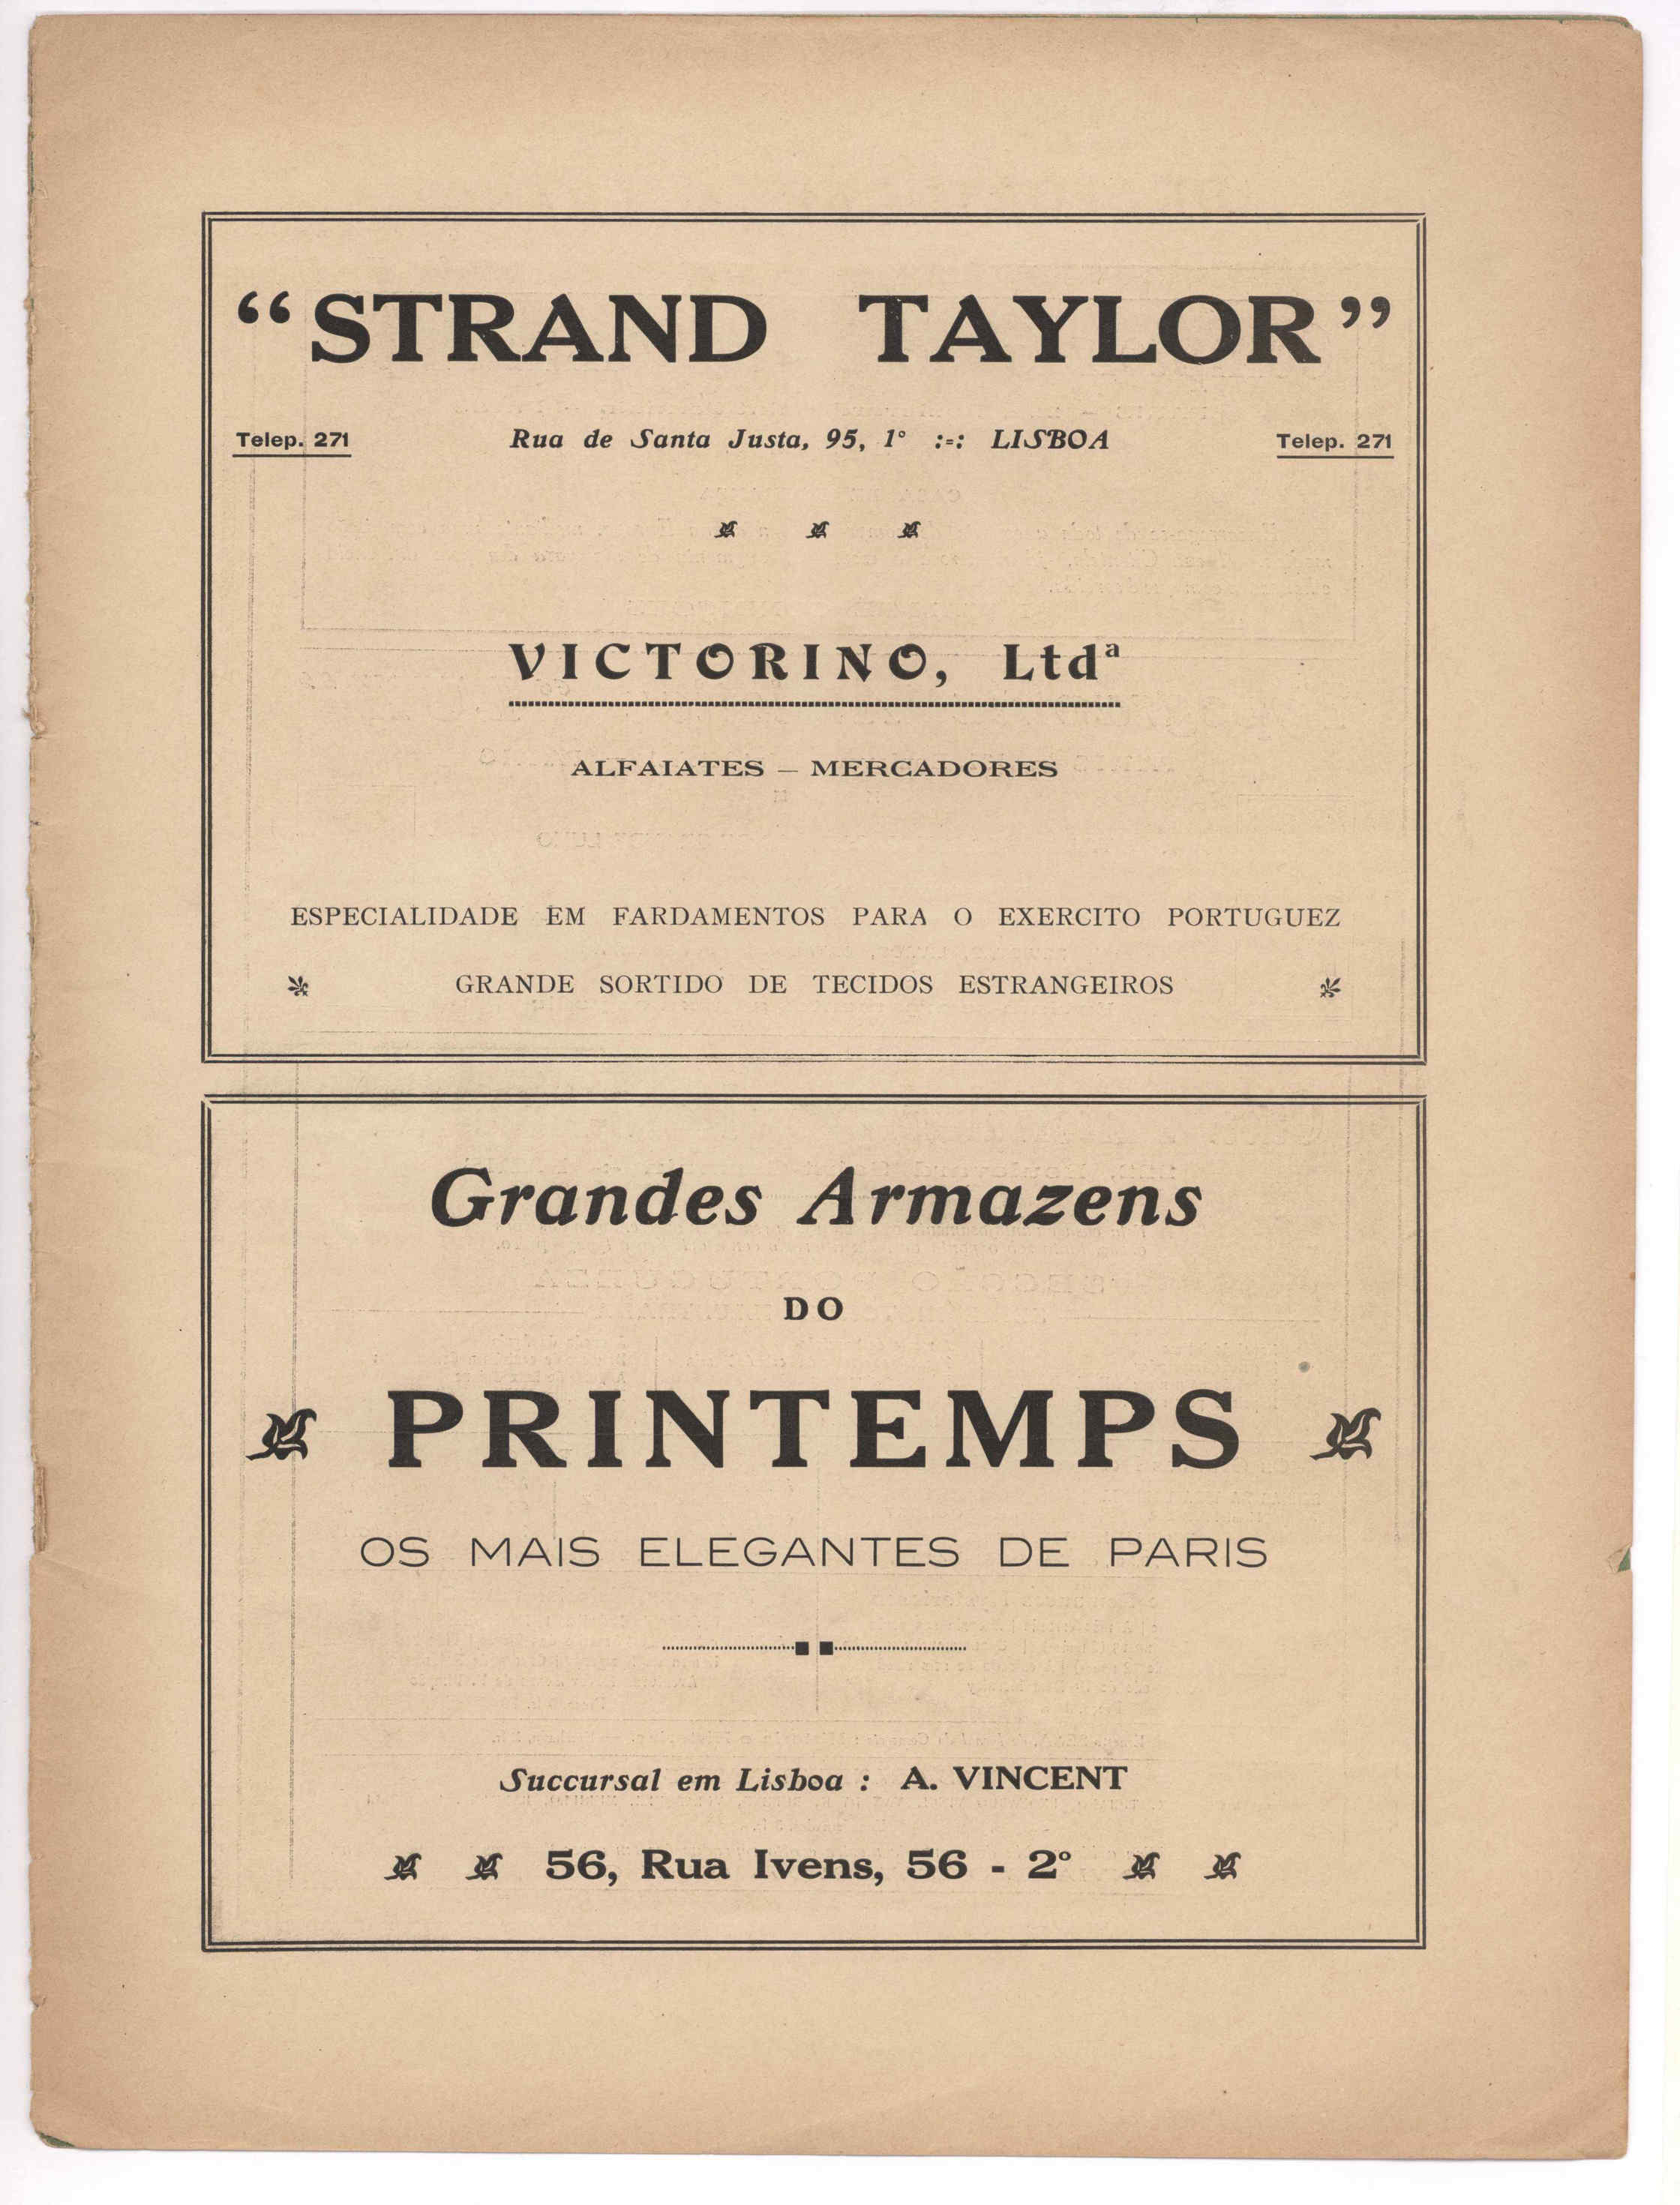 “STRAND TAYLOR”
Telep. 271 Rua de Santa Justa, 95, 1° :-: LISBOA Telep. 271
VICTORINO, Ltdª
ALFAIATES — MERCADORES
ESPECIALIDADE EM FARDAMENTOS PARA O EXERCITO PORTUGUEZ
GRANDE SORTIDO DE TECIDOS ESTRANGEIROS
Grandes Armazens
DO
PRINTEMPS
OS MAIS ELEGANTES DE PARIS
Succursal em Lisboa : A. VINCENT
56, Rua Ivens, 56 - 2°